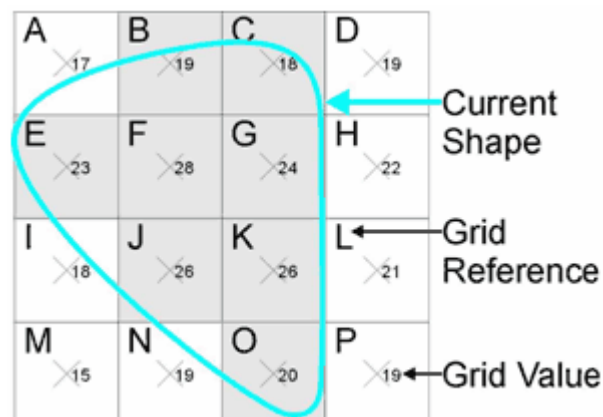 A B C D
17 19 18 19
Current
Shape
E F G H
23 28 24 22
I J K L
Grid
Reference
18 26 26 21
M N O P
15 19 20 19
Grid Value